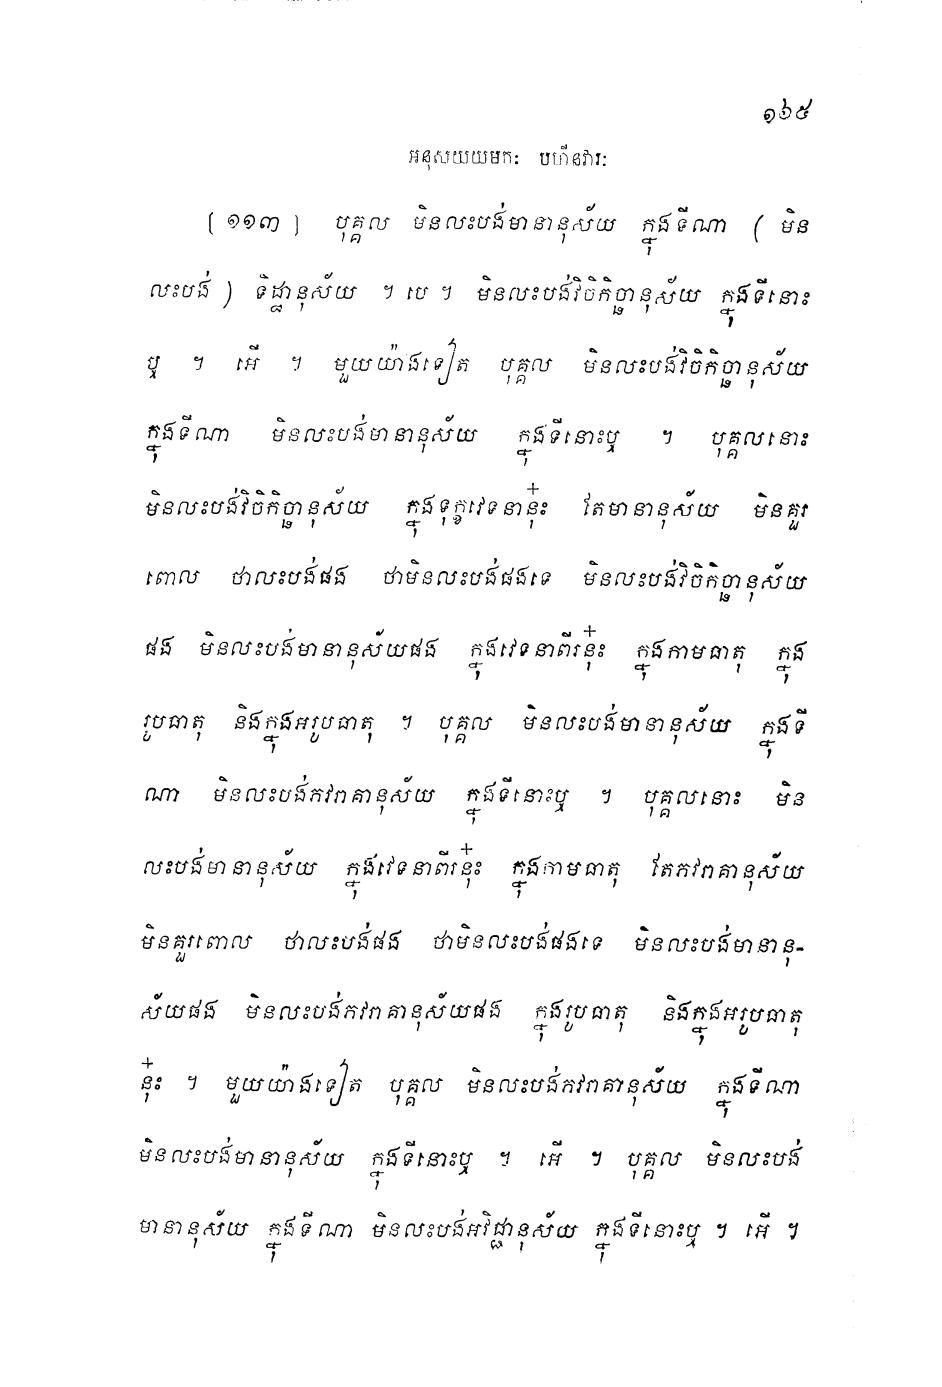 ១៦៥
អនុសយយមក: បហីនវារ:
(១១៣) បុគ្គល មិនលះបង់មានានុស័យ ក្នុងទីណា (មិន
លះបង់) ទិដ្ឋានុស័យ ។ បេ ។ មិនលះបង់វិចិកិច្ឆានុស័យ ក្នុងទីនោះ
ឬ ។ អើ ។ មួយយ៉ាងទៀត បុគ្គល មិនលះបង់វិចិកិច្ឆានុស័យ
ក្នុងទីណា មិនលះបង់មានានុស័យ ក្នុងទីនោះឬ ។ បុគ្គលនោះ
មិនលះបង់វិចិកិច្ឆានុស័យ ក្នុងទុក្ខវេទនានុ៎ះ តែមានានុស័យ មិនគួរ
ពោល ថាលះបង់ផង ថាមិនលះបង់ផងទេ មិនលះបង់វិចិកិច្ឆានុស័យ
ផង មិនលះបង់មានានុស័យផង ក្នុងវេទនាពីរនុ៎ះ ក្នុងកាមធាតុ ក្នុង
រូបធាតុ និងក្នុងអរូបធាតុ ។ បុគ្គល មិនលះបង់មានានុស័យ ក្នុងទី
ណា មិនលះបង់ភវរាគានុស័យ ក្នុងទីនោះឬ ។ បុគ្គលនោះ មិន
លះបង់មានានុស័យ ក្នុងវេទនាពីរនុ៎ះ ក្នុងកាមធាតុ តែភវរាគានុស័យ
មិនគួរពោល ថាលះបង់ផង ថាមិនលះបង់ផងទេ មិនលះបង់មានានុ-
ស័យផង មិនលះបង់ភវរាគានុស័យផង ក្នុងរូបធាតុ និងក្នុងអរូបធាតុ
នុ៎ះ ។ មួយយ៉ាងទៀត បុគ្គល មិនលះបង់ភវរាគានុស័យ ក្នុងទីណា
មិនលះបង់មានានុស័យ ក្នុងទីនោះឬ ។ អើ ។ បុគ្គល មិនលះបង់
មានានុស័យ ក្នុងទីណា មិនលះបង់អវិជ្ជានុស័យ ក្នុងទីនោះឬ ។ អើ ។